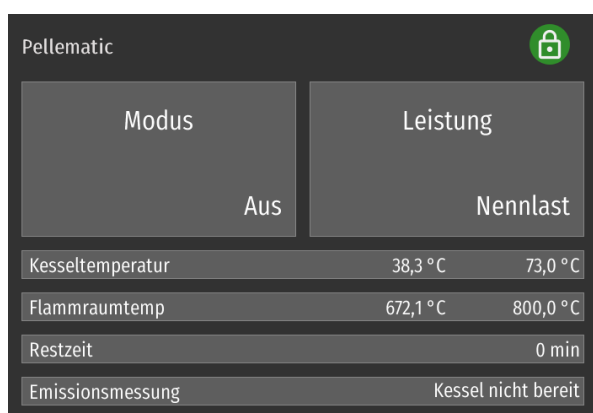 Pellematic
Modus
Leistung
Aus
Nennlast
Kesseltemperatur 38,3 °C 73,0 °C
Flammraumtemp 672,1 °C 800,0 °C
Restzeit 0 min
Emissionsmessung Kessel nicht bereit